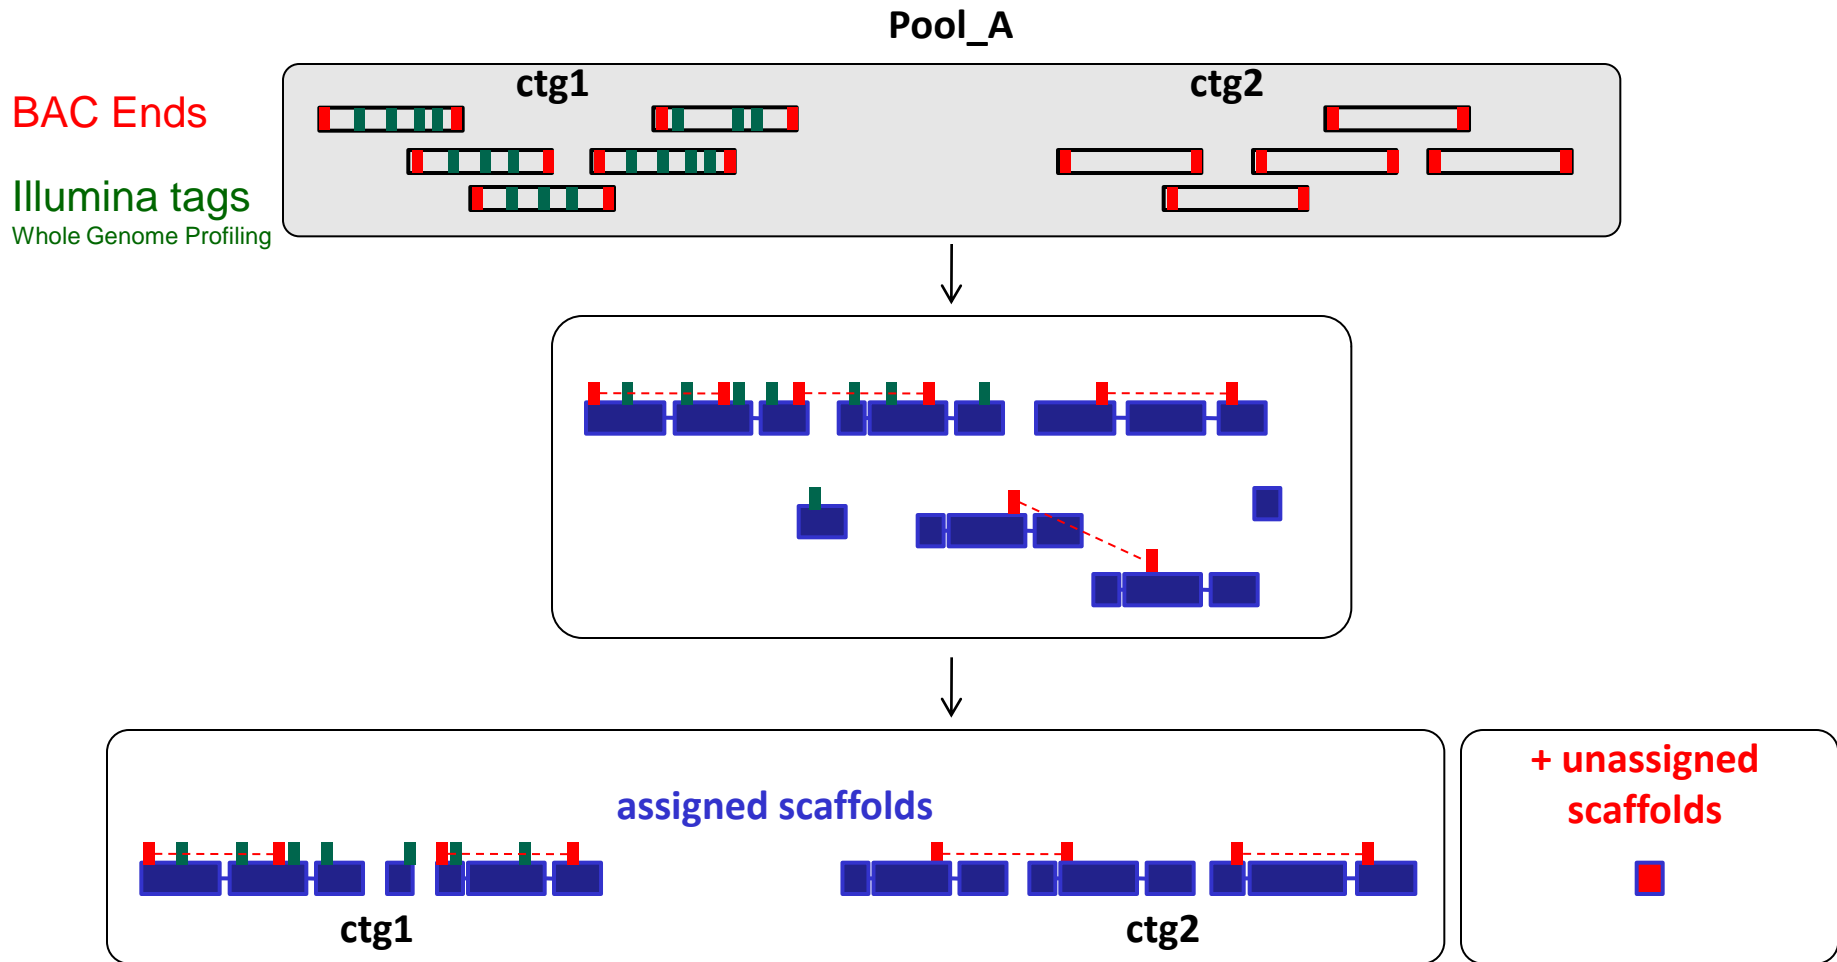 Pool_A
ctg1
ctg2
BAC Ends
Illumina tags
Whole Genome Profiling
+ unassigned
scaffolds
assigned scaffolds
ctg1
ctg2